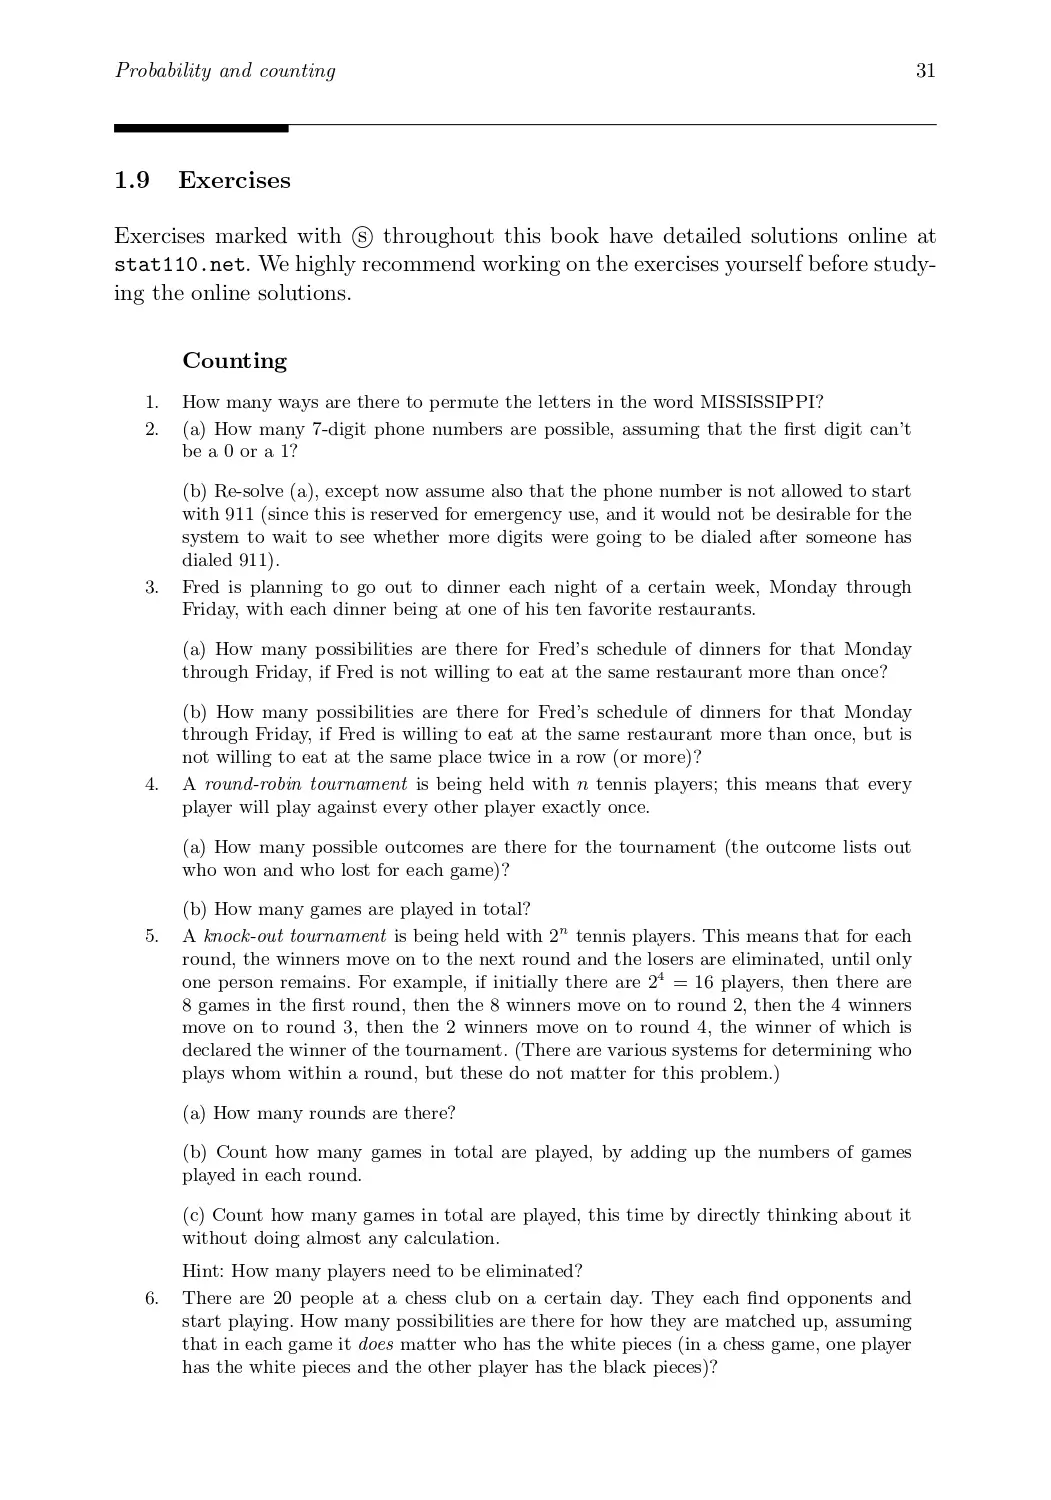 Probability and counting 31
1.9 Exercises
Exercises marked with ⓢ throughout this book have detailed solutions online at
stat110.net. We highly recommend working on the exercises yourself before study-
ing the online solutions.
Counting
1. How many ways are there to permute the letters in the word MISSISSIPPI?
2. (a) How many 7-digit phone numbers are possible, assuming that the first digit can't
be a 0 or a 1?
(b) Re-solve (a), except now assume also that the phone number is not allowed to start
with 911 (since this is reserved for emergency use, and it would not be desirable for the
system to wait to see whether more digits were going to be dialed after someone has
dialed 911).
3. Fred is planning to go out to dinner each night of a certain week, Monday through
Friday, with each dinner being at one of his ten favorite restaurants.
(a) How many possibilities are there for Fred's schedule of dinners for that Monday
through Friday, if Fred is not willing to eat at the same restaurant more than once?
(b) How many possibilities are there for Fred's schedule of dinners for that Monday
through Friday, if Fred is willing to eat at the same restaurant more than once, but is
not willing to eat at the same place twice in a row (or more)?
4. A round-robin tournament is being held with n tennis players; this means that every
player will play against every other player exactly once.
(a) How many possible outcomes are there for the tournament (the outcome lists out
who won and who lost for each game)?
(b) How many games are played in total?
5. A knock-out tournament is being held with 2ⁿ tennis players. This means that for each
round, the winners move on to the next round and the losers are eliminated, until only
one person remains. For example, if initially there are 2⁴ = 16 players, then there are
8 games in the first round, then the 8 winners move on to round 2, then the 4 winners
move on to round 3, then the 2 winners move on to round 4, the winner of which is
declared the winner of the tournament. (There are various systems for determining who
plays whom within a round, but these do not matter for this problem.)
(a) How many rounds are there?
(b) Count how many games in total are played, by adding up the numbers of games
played in each round.
(c) Count how many games in total are played, this time by directly thinking about it
without doing almost any calculation.
Hint: How many players need to be eliminated?
6. There are 20 people at a chess club on a certain day. They each find opponents and
start playing. How many possibilities are there for how they are matched up, assuming
that in each game it does matter who has the white pieces (in a chess game, one player
has the white pieces and the other player has the black pieces)?